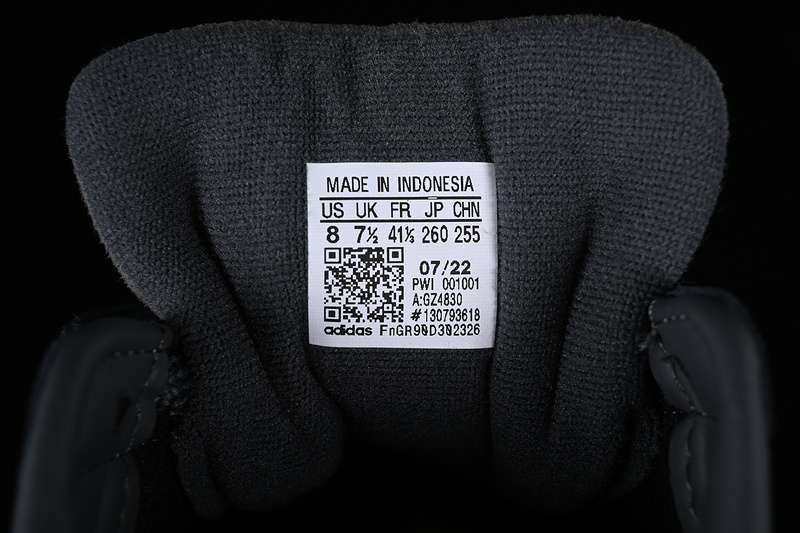 MADE IN INDONESIA
US UK FR JP CHN
8 7½ 41⅓ 260 255
07/22
PWI 001001
A:GZ4830
#130793618
adidas FnGR90D302326